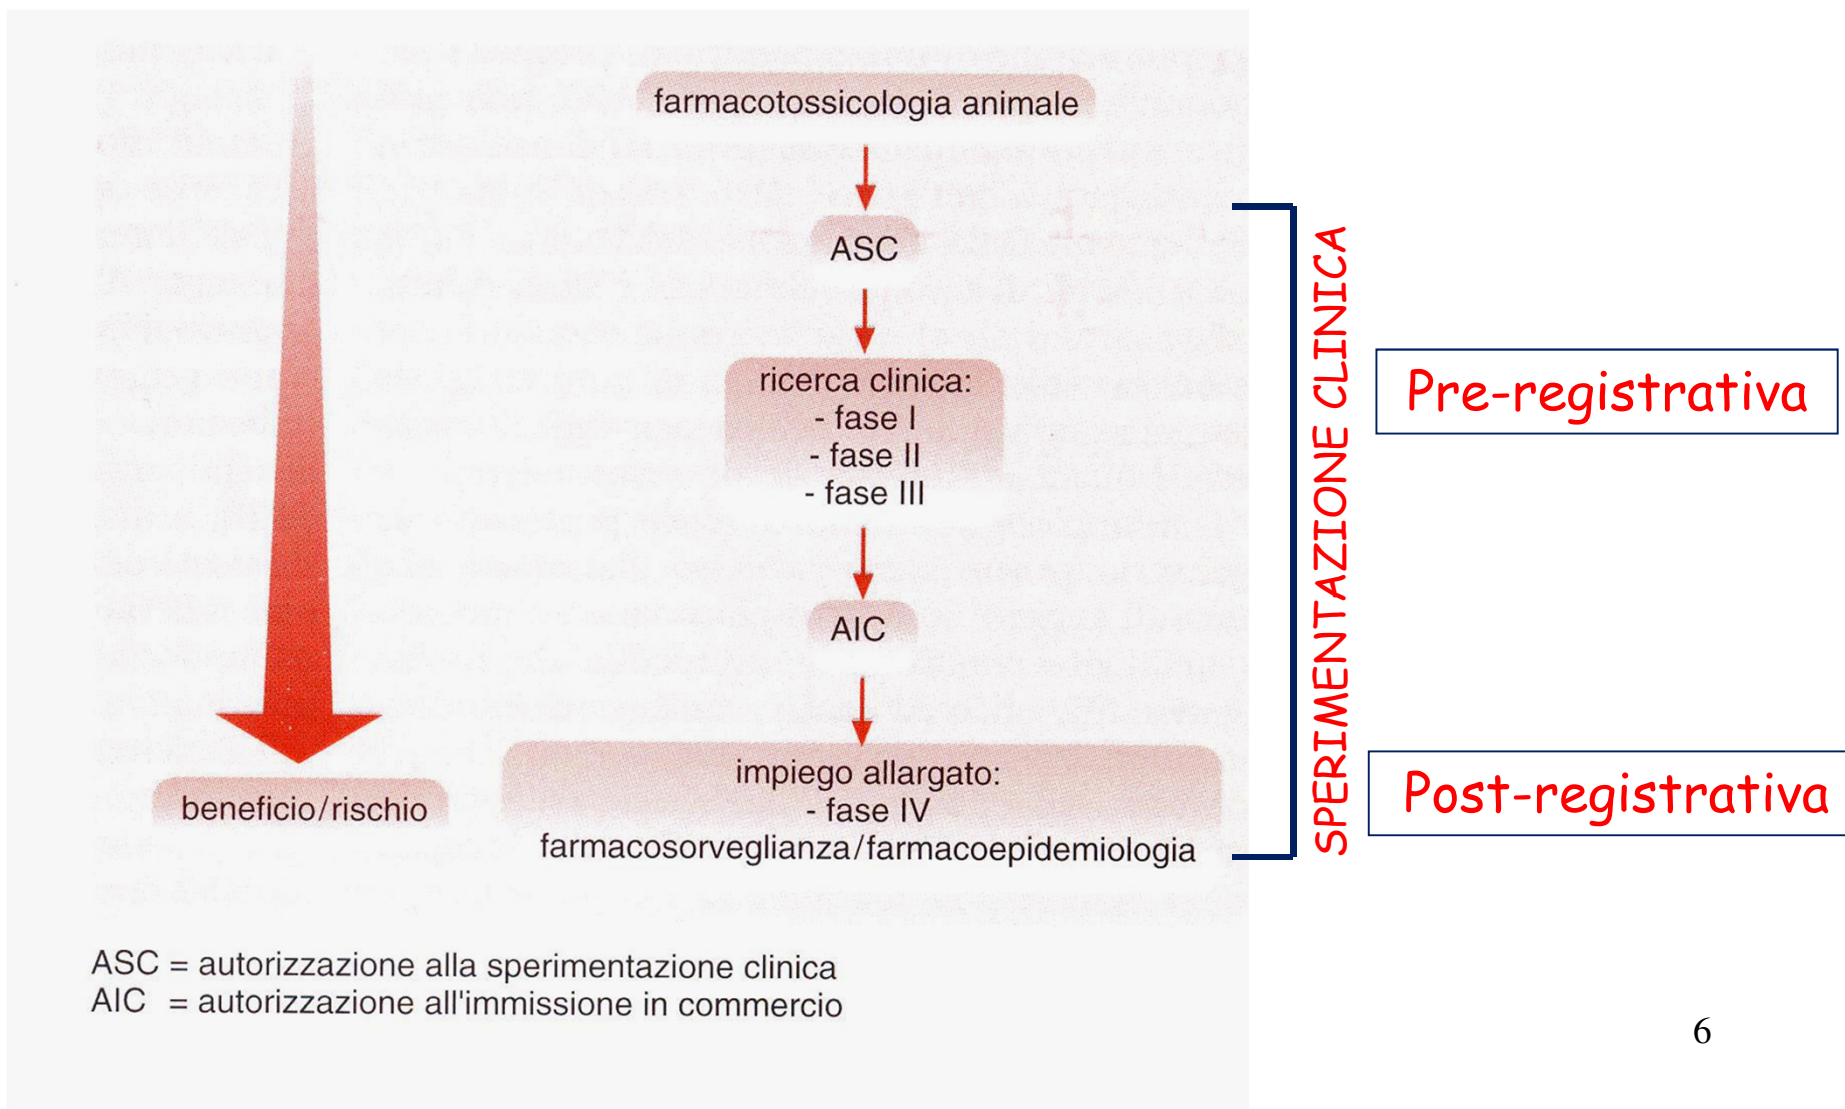 farmacotossicologia animale
ASC
ricerca clinica:
- fase I
- fase II
- fase III
AIC
impiego allargato:
- fase IV
farmacosorveglianza/farmacoepidemiologia
beneficio/rischio
SPERIMENTAZIONE CLINICA
Pre-registrativa
Post-registrativa
ASC = autorizzazione alla sperimentazione clinica
AIC = autorizzazione all'immissione in commercio
6